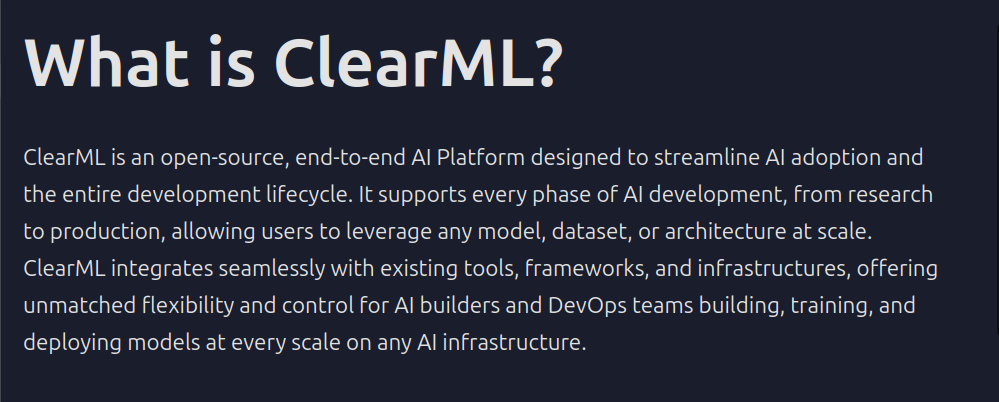 What is ClearML?
ClearML is an open-source, end-to-end AI Platform designed to streamline AI adoption and
the entire development lifecycle. It supports every phase of AI development, from research
to production, allowing users to leverage any model, dataset, or architecture at scale.
ClearML integrates seamlessly with existing tools, frameworks, and infrastructures, offering
unmatched flexibility and control for AI builders and DevOps teams building, training, and
deploying models at every scale on any AI infrastructure.